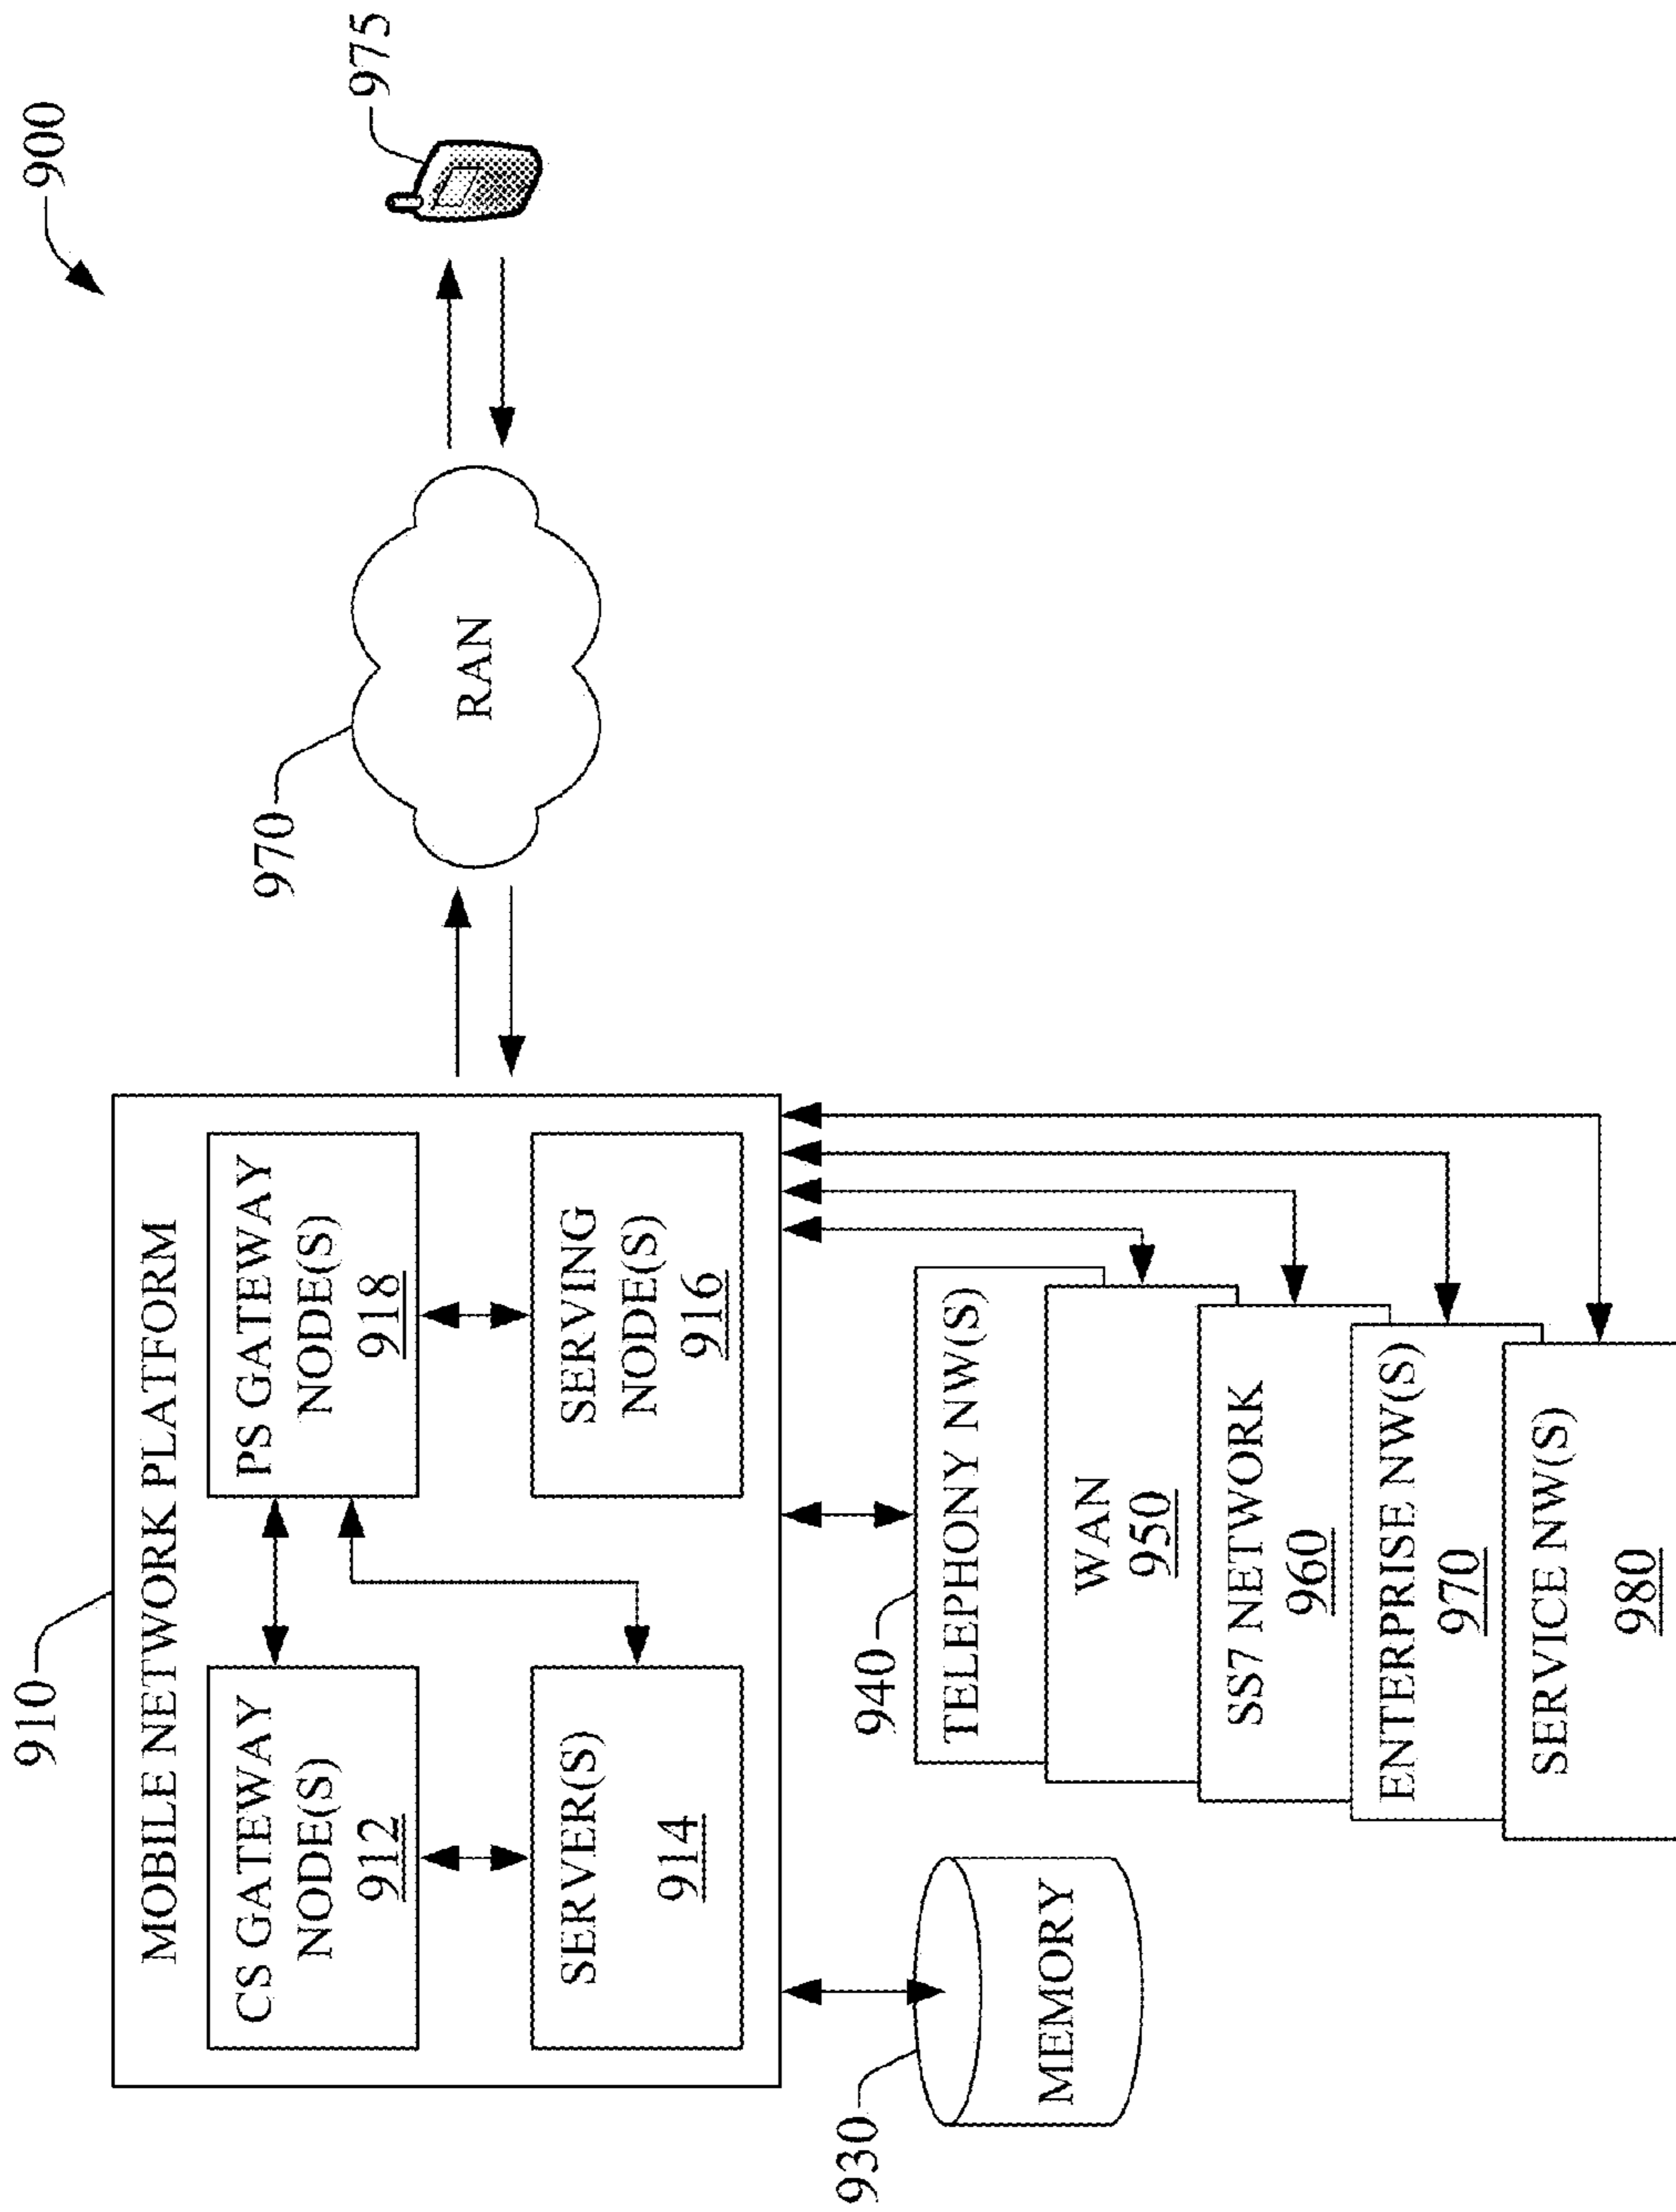 900
910
MOBILE NETWORK PLATFORM
CS GATEWAY
NODE(S)
912
PS GATEWAY
NODE(S)
918
SERVER(S)
914
SERVING
NODE(S)
916
970
RAN
975
930
MEMORY
940
TELEPHONY NW(S)
WAN
950
SS7 NETWORK
960
ENTERPRISE NW(S)
970
SERVICE NW(S)
980